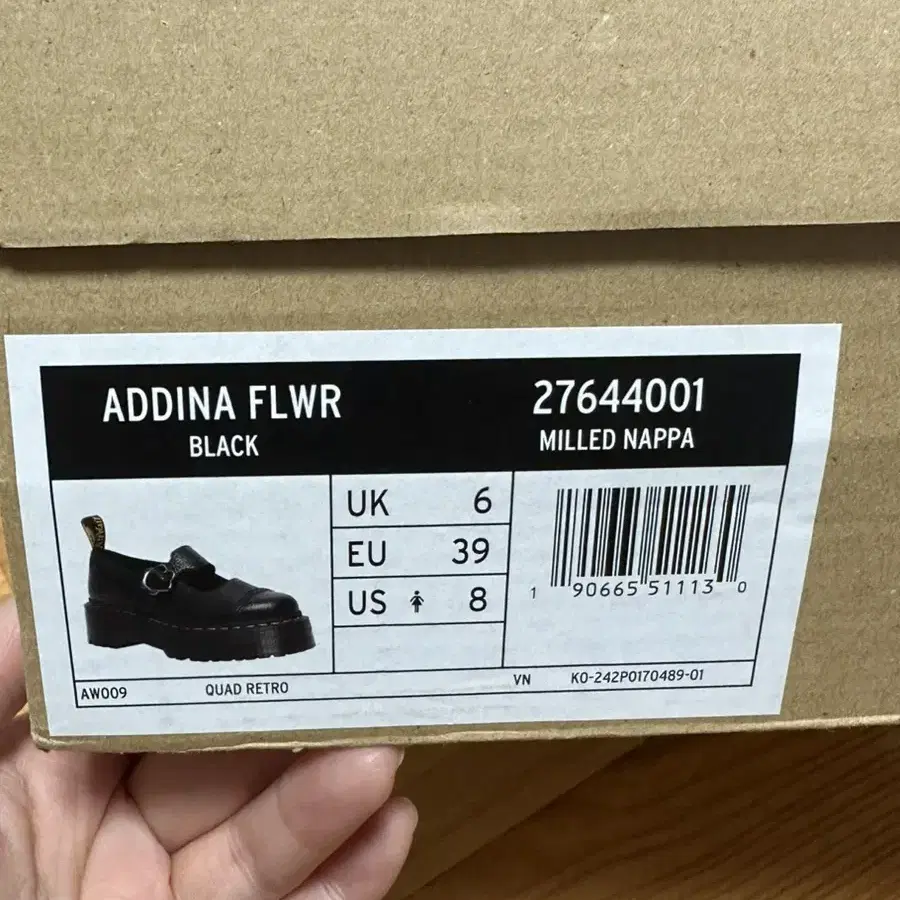 ADDINA FLWR
BLACK
27644001
MILLED NAPPA
UK 6
EU 39
US 8
1 90665 51113 0
AW009 QUAD RETRO VN K0-242P0170489-01